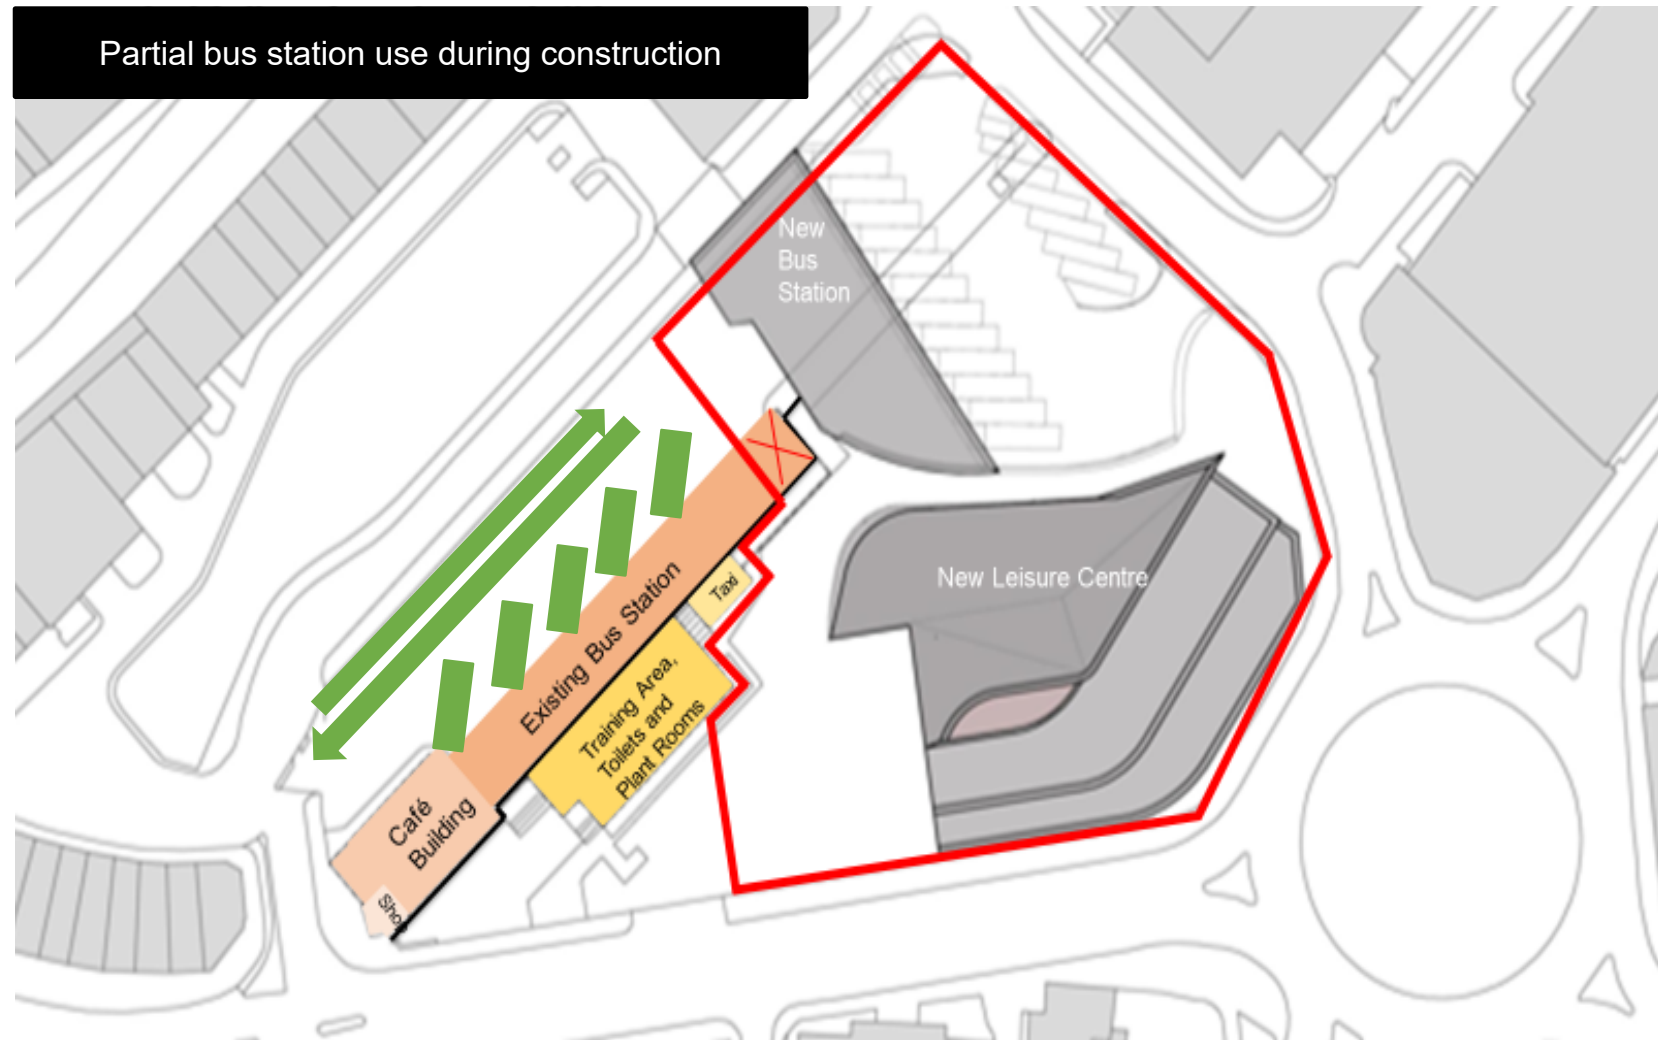 Partial bus station use during construction
New
Bus
Station
New Leisure Centre
Taxi
Existing Bus Station
Training Area,
Toilets and
Plant Rooms
Café
Building
Sho